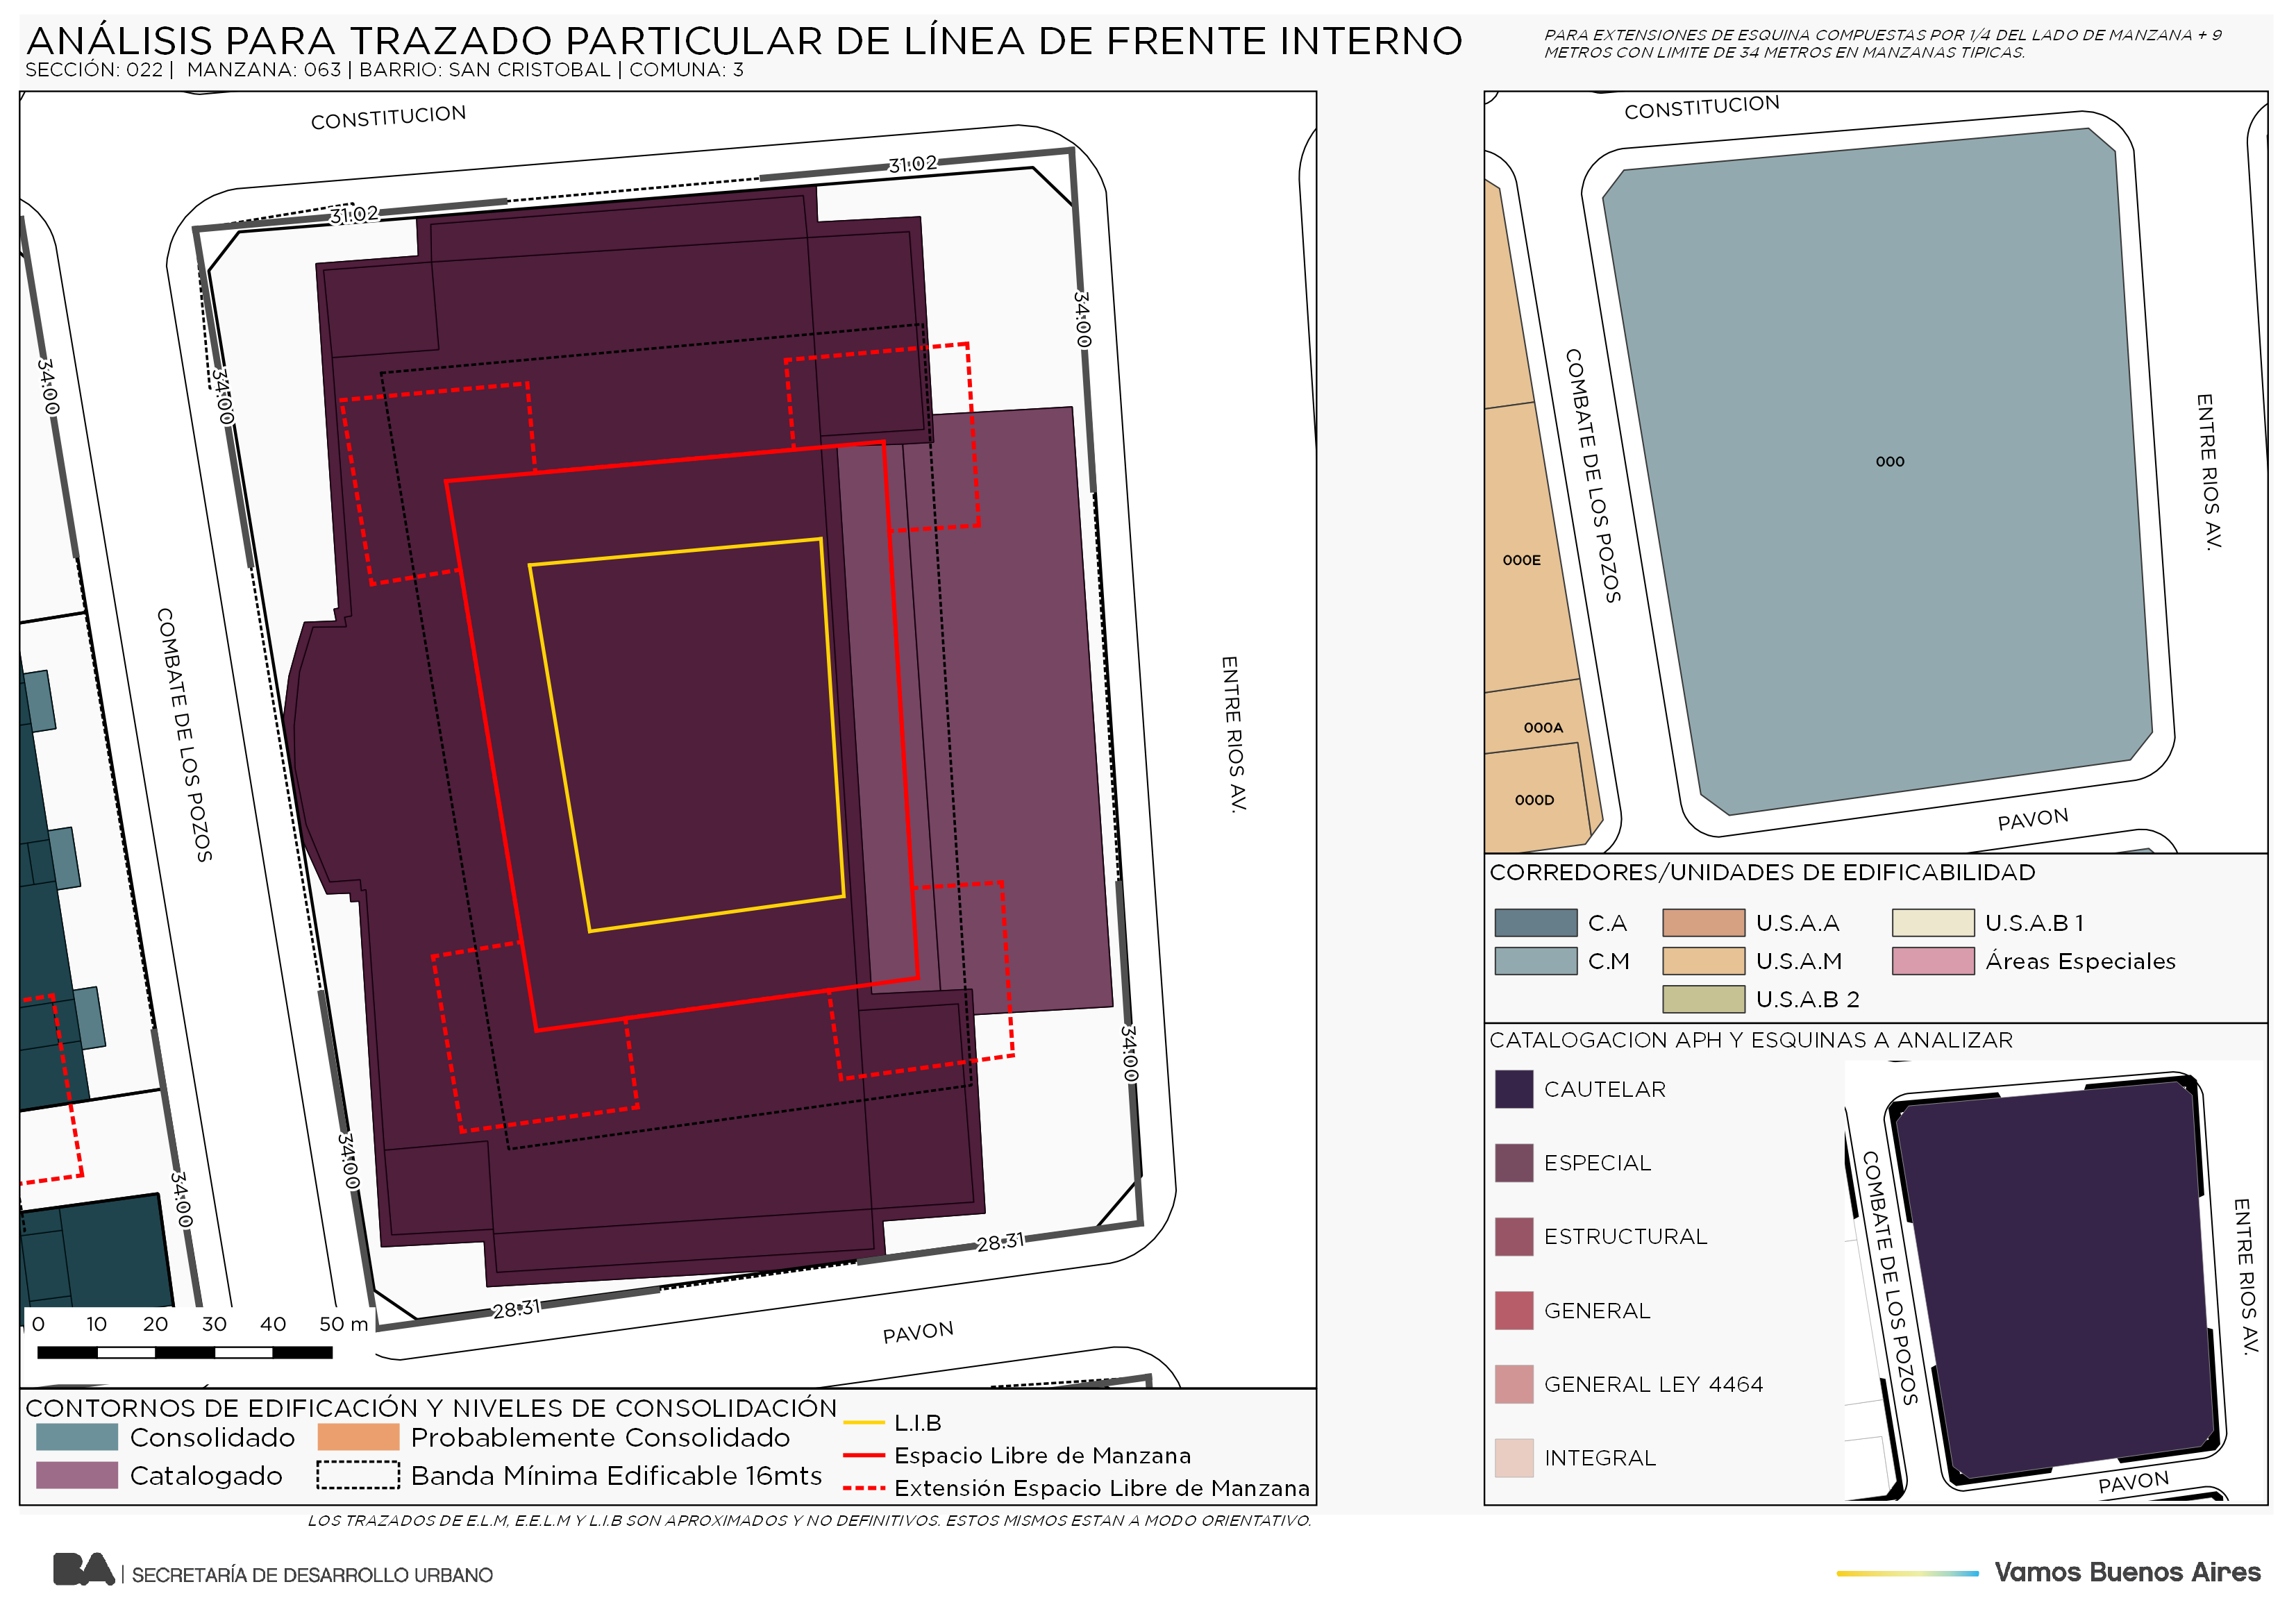 ANÁLISIS PARA TRAZADO PARTICULAR DE LÍNEA DE FRENTE INTERNO
SECCIÓN: 022 | MANZANA: 063 | BARRIO: SAN CRISTOBAL | COMUNA: 3
PARA EXTENSIONES DE ESQUINA COMPUESTAS POR 1/4 DEL LADO DE MANZANA + 9
METROS CON LIMITE DE 34 METROS EN MANZANAS TIPICAS.
CONSTITUCION
31.02
31.02
34.00
34.00
34.00
COMBATE DE LOS POZOS
ENTRE RIOS AV.
34.00
34.00
34.00
28.31
28.31
PAVON
0 10 20 30 40 50 m
CONTORNOS DE EDIFICACIÓN Y NIVELES DE CONSOLIDACIÓN
Consolidado
Catalogado
Probablemente Consolidado
Banda Mínima Edificable 16mts
L.I.B
Espacio Libre de Manzana
Extensión Espacio Libre de Manzana
LOS TRAZADOS DE E.L.M, E.E.L.M Y L.I.B SON APROXIMADOS Y NO DEFINITIVOS. ESTOS MISMOS ESTAN A MODO ORIENTATIVO.
CONSTITUCION
COMBATE DE LOS POZOS
ENTRE RIOS AV.
000
000E
000A
000D
PAVON
CORREDORES/UNIDADES DE EDIFICABILIDAD
C.A
C.M
U.S.A.A
U.S.A.M
U.S.A.B 2
U.S.A.B 1
Áreas Especiales
CATALOGACION APH Y ESQUINAS A ANALIZAR
CAUTELAR
ESPECIAL
ESTRUCTURAL
GENERAL
GENERAL LEY 4464
INTEGRAL
COMBATE DE LOS POZOS
ENTRE RIOS AV.
PAVON
BA | SECRETARÍA DE DESARROLLO URBANO
Vamos Buenos Aires